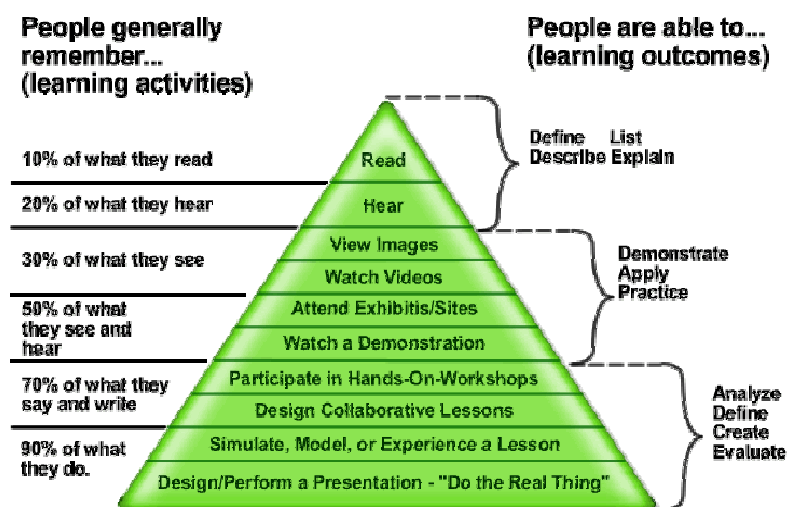 People generally
remember...
(learning activities)
People are able to...
(learning outcomes)
10% of what they read
20% of what they hear
30% of what they see
50% of what
they see and
hear
70% of what they
say and write
90% of what
they do.
Read
Hear
View Images
Watch Videos
Attend Exhibitis/Sites
Watch a Demonstration
Participate in Hands-On-Workshops
Design Collaborative Lessons
Simulate, Model, or Experience a Lesson
Design/Perform a Presentation - "Do the Real Thing"
Define List
Describe Explain
Demonstrate
Apply
Practice
Analyze
Define
Create
Evaluate